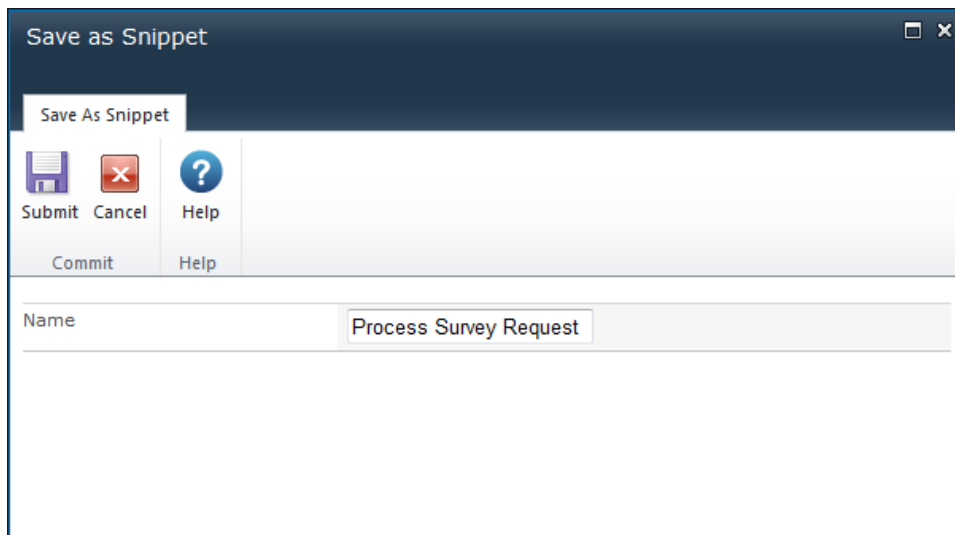 Save as Snippet
Save As Snippet
Submit Cancel Help
Commit Help
Name Process Survey Request